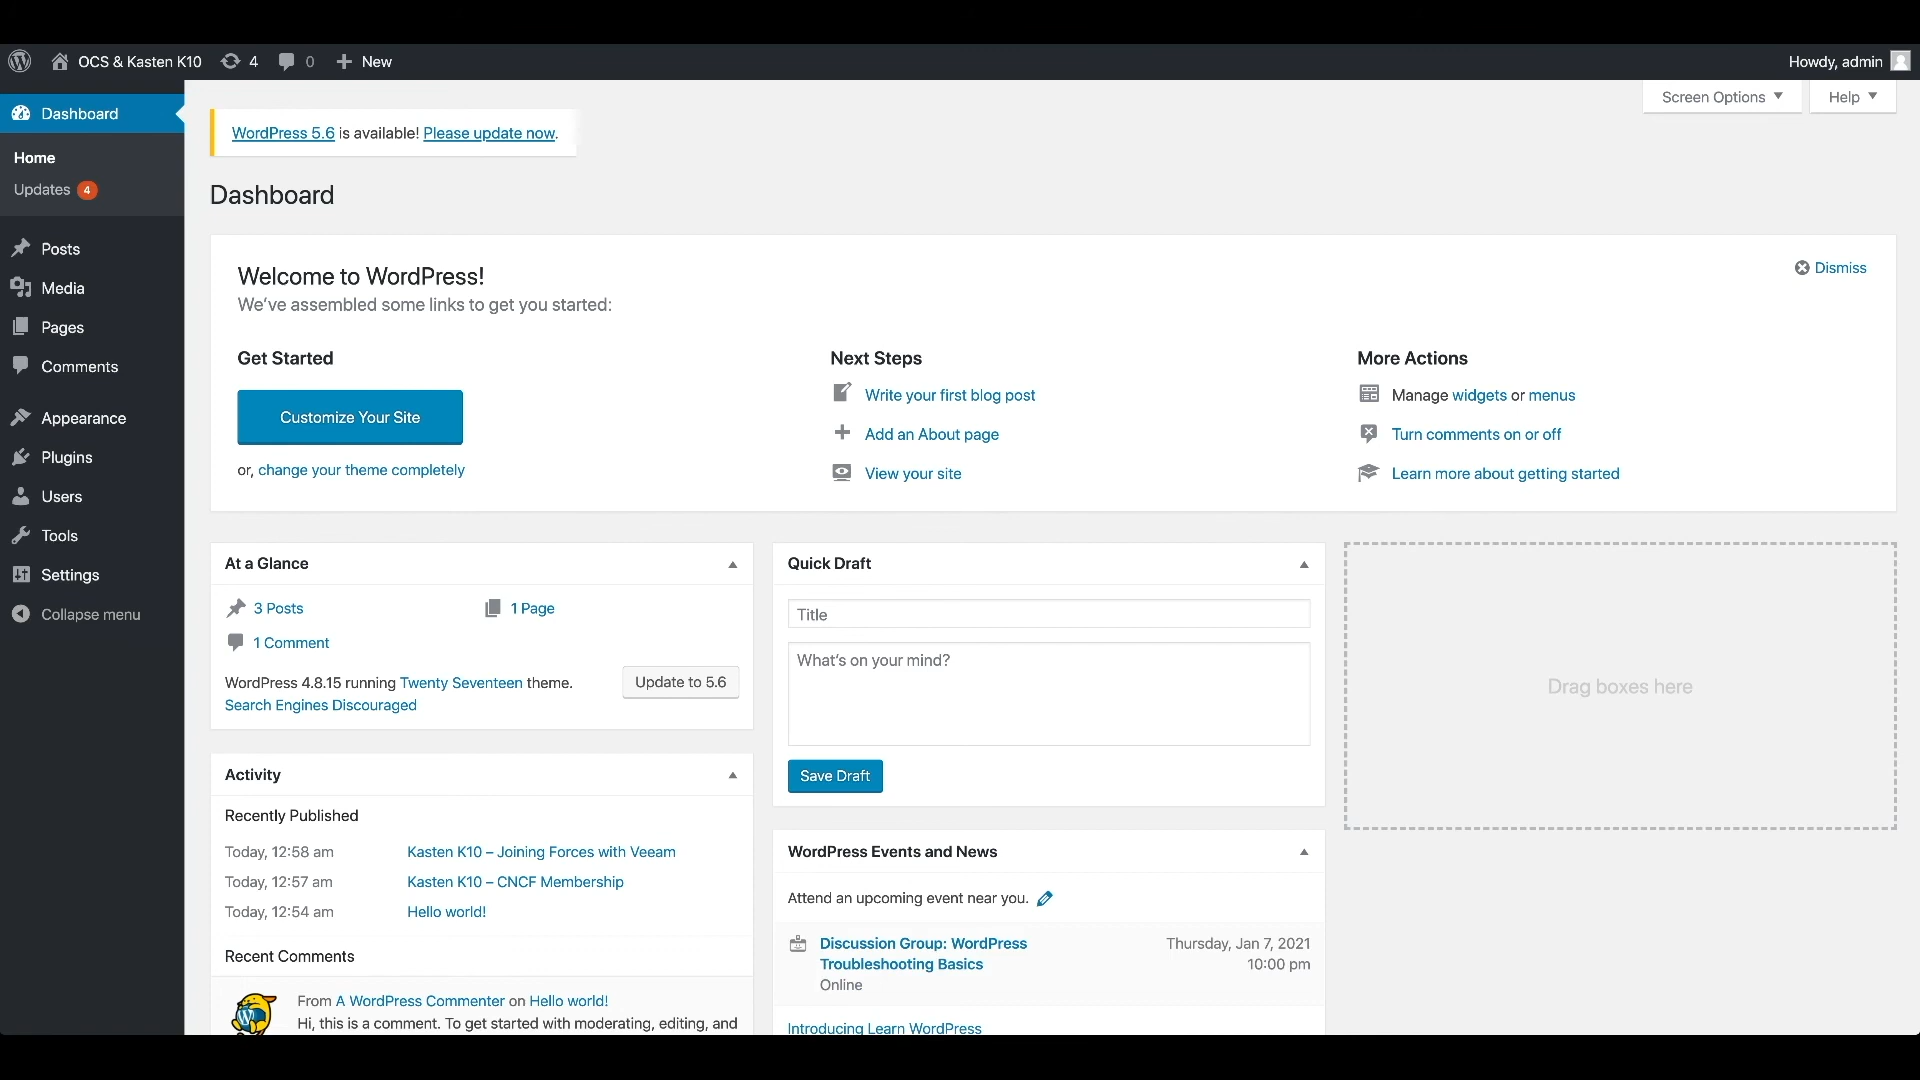 OCS & Kasten K10 4 0 New Howdy, admin
Dashboard
Home
Updates 4
Posts
Media
Pages
Comments
Appearance
Plugins
Users
Tools
Settings
Collapse menu
Screen Options Help
WordPress 5.6 is available! Please update now.
Dashboard
Welcome to WordPress!
We've assembled some links to get you started:
Dismiss
Get Started
Customize Your Site
or, change your theme completely
Next Steps
Write your first blog post
Add an About page
View your site
More Actions
Manage widgets or menus
Turn comments on or off
Learn more about getting started
At a Glance
3 Posts 1 Page
1 Comment
WordPress 4.8.15 running Twenty Seventeen theme.
Update to 5.6
Search Engines Discouraged
Activity
Recently Published
Today, 12:58 am Kasten K10 – Joining Forces with Veeam
Today, 12:57 am Kasten K10 – CNCF Membership
Today, 12:54 am Hello world!
Recent Comments
From A WordPress Commenter on Hello world!
Hi, this is a comment. To get started with moderating, editing, and
Quick Draft
Title
What's on your mind?
Save Draft
WordPress Events and News
Attend an upcoming event near you.
Discussion Group: WordPress Thursday, Jan 7, 2021
Troubleshooting Basics 10:00 pm
Online
Introducing Learn WordPress
Drag boxes here